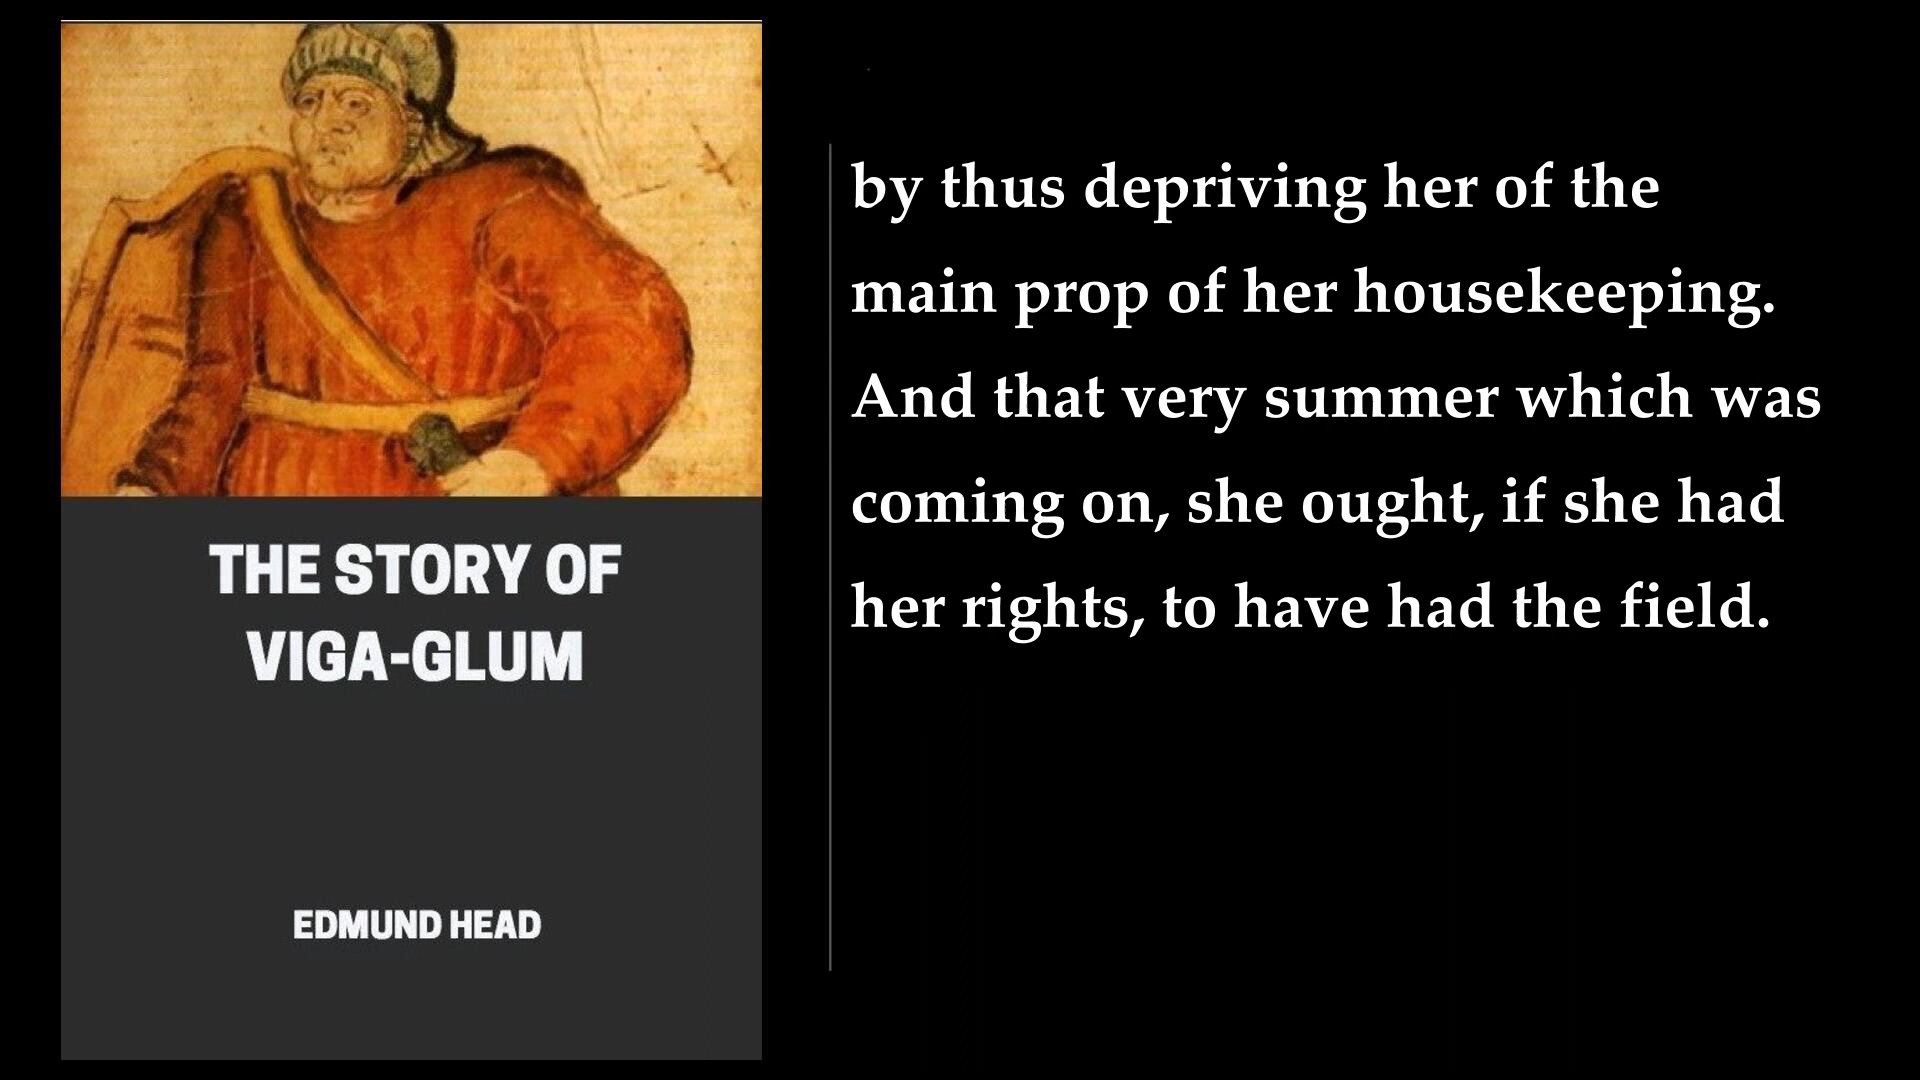 THE STORY OF
VIGA-GLUM
EDMUND HEAD
by thus depriving her of the
main prop of her housekeeping.
And that very summer which was
coming on, she ought, if she had
her rights, to have had the field.